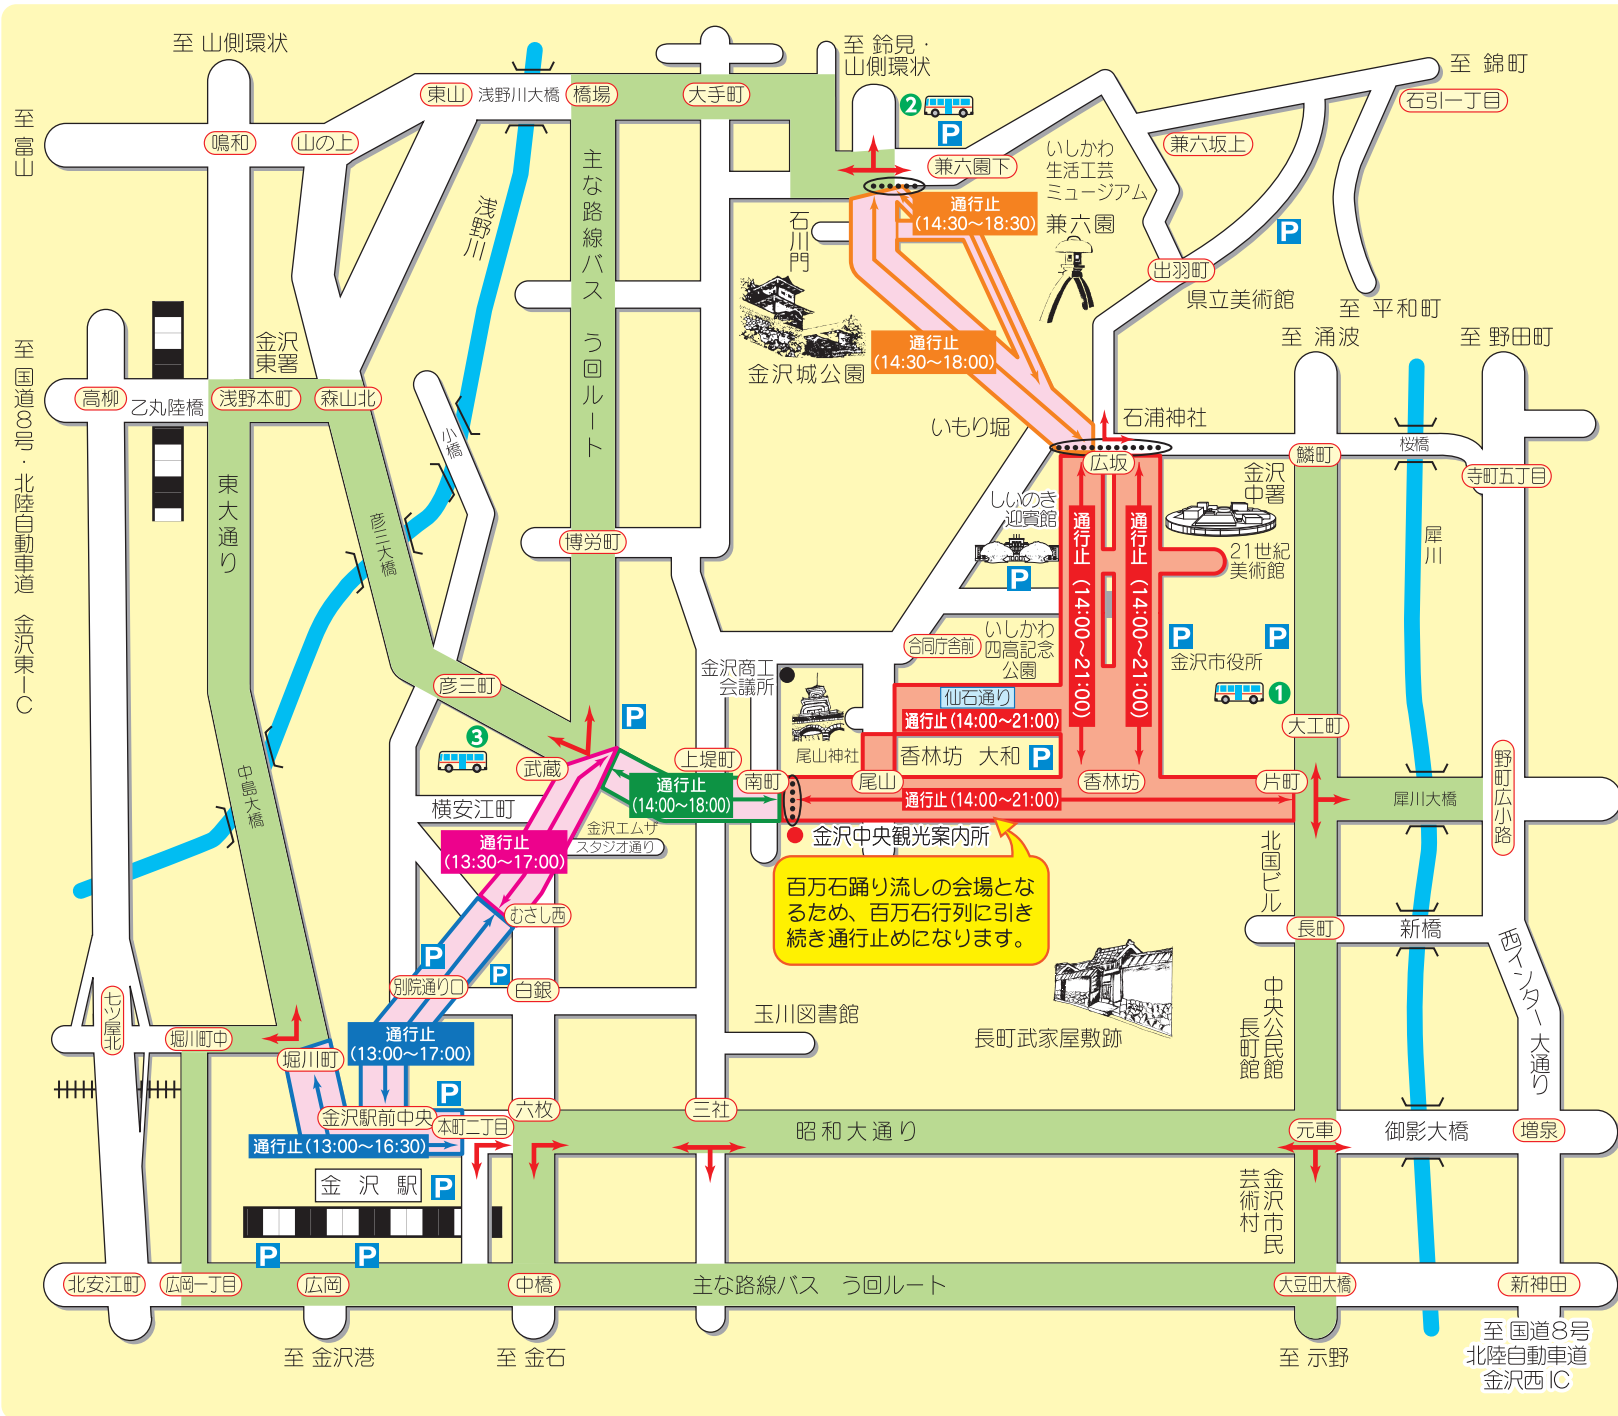 至 山側環状
至 鈴見・
山側環状
至 錦町
至 富山
東山
浅野川大橋
橋場
大手町
石引一丁目
鳴和
山の上
❷
P
兼六園下
兼六坂上
いしかわ
生活工芸
ミュージアム
主な路線バス う回ルート
浅野川
石川門
通行止
(14:30〜18:30)
兼六園
P
出羽町
県立美術館
至 平和町
金沢
東署
通行止
(14:30〜18:00)
金沢城公園
至 涌波
至 野田町
至 国道8号・北陸自動車道 金沢東IC
高柳
乙丸陸橋
浅野本町
森山北
小橋
いもり堀
石浦神社
広坂
鱗町
桜橋
寺町五丁目
東大通り
彦三大橋
博労町
しいのき
迎賓館
P
通行止 (14:00〜21:00)
通行止 (14:00〜21:00)
金沢
中署
21世紀
美術館
犀川
合同庁舎前
いしかわ
四高記念
公園
P
P
金沢市役所
❶
金沢商工
会議所
彦三町
仙石通り
通行止(14:00〜21:00)
P
❸
武蔵
上堤町
南町
尾山神社
香林坊 大和
P
大工町
尾山
香林坊
片町
中島大橋
通行止
(14:00〜18:00)
通行止(14:00〜21:00)
犀川大橋
野町広小路
横安江町
金沢エムザ
スタジオ通り
金沢中央観光案内所
通行止
(13:30〜17:00)
北国ビル
百万石踊り流しの会場とな
るため、百万石行列に引き
続き通行止めになります。
むさし西
長町
新橋
西インター大通り
P
P
別院通り口
白銀
七ツ屋北
堀川町中
堀川町
通行止
(13:00〜17:00)
玉川図書館
長町武家屋敷跡
中央公民館
長町館
P
金沢駅前中央
本町二丁目
六枚
三社
昭和大通り
元車
御影大橋
増泉
通行止(13:00〜16:30)
金沢駅
P
金沢市民
芸術村
P
P
北安江町
広岡一丁目
広岡
中橋
主な路線バス う回ルート
大豆田大橋
新神田
至 金沢港
至 金石
至 示野
至 国道8号
北陸自動車道
金沢西IC